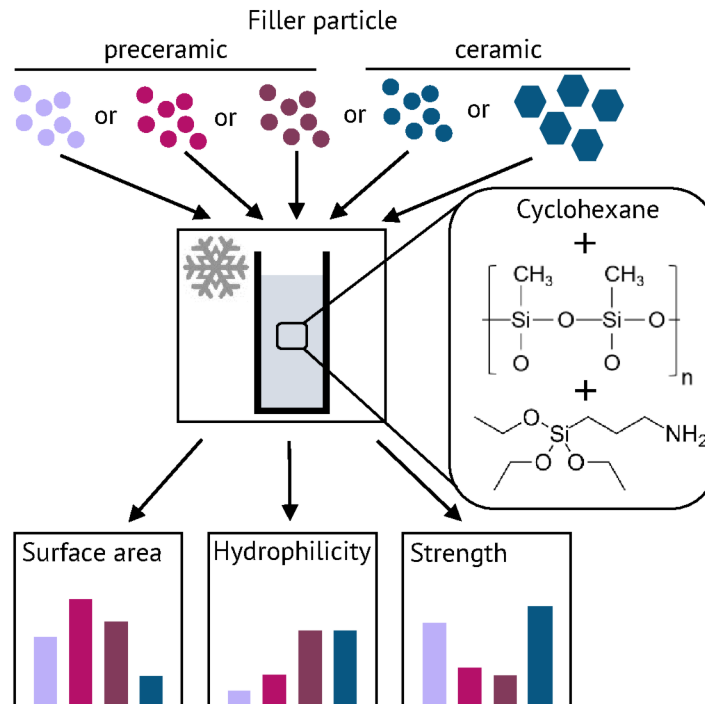 Filler particle
preceramic ceramic
or or or or
Cyclohexane
+
CH3 CH3
Si O Si O
O O
n
+
O Si NH2
O O
Surface area Hydrophilicity Strength